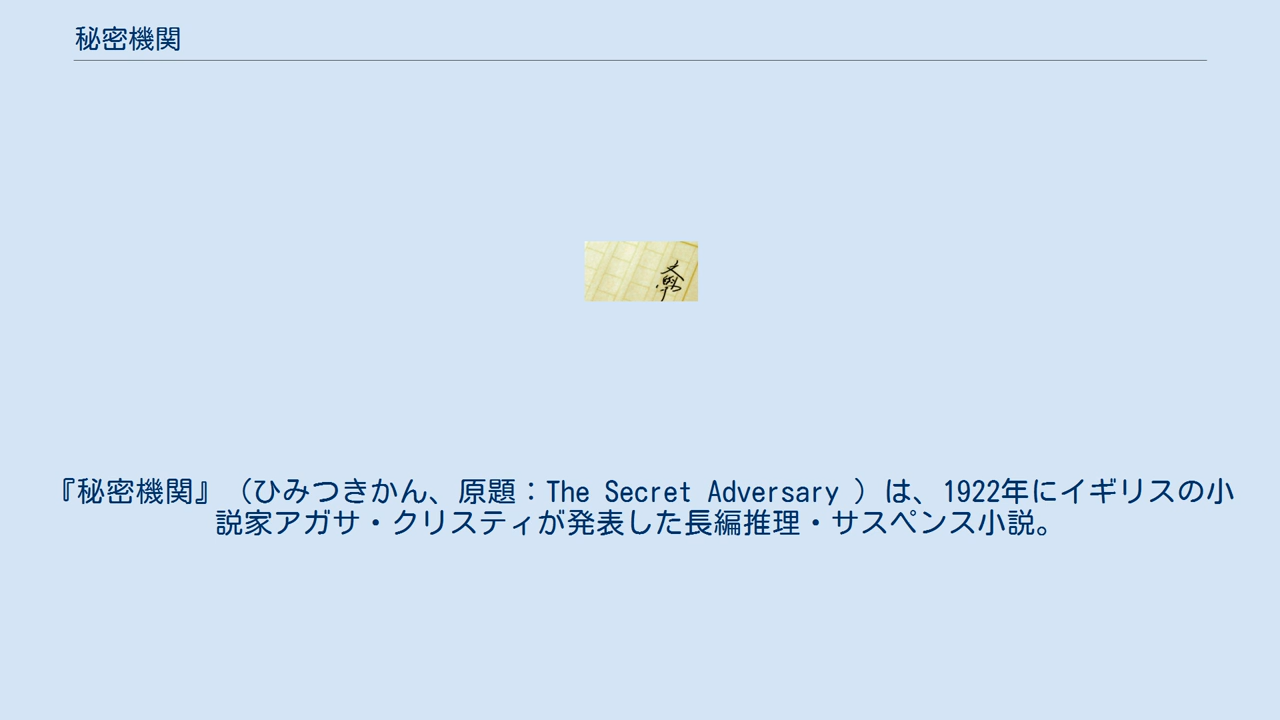 秘密機関
『秘密機関』（ひみつきかん、原題：The Secret Adversary ）は、1922年にイギリスの小
説家アガサ・クリスティが発表した長編推理・サスペンス小説。